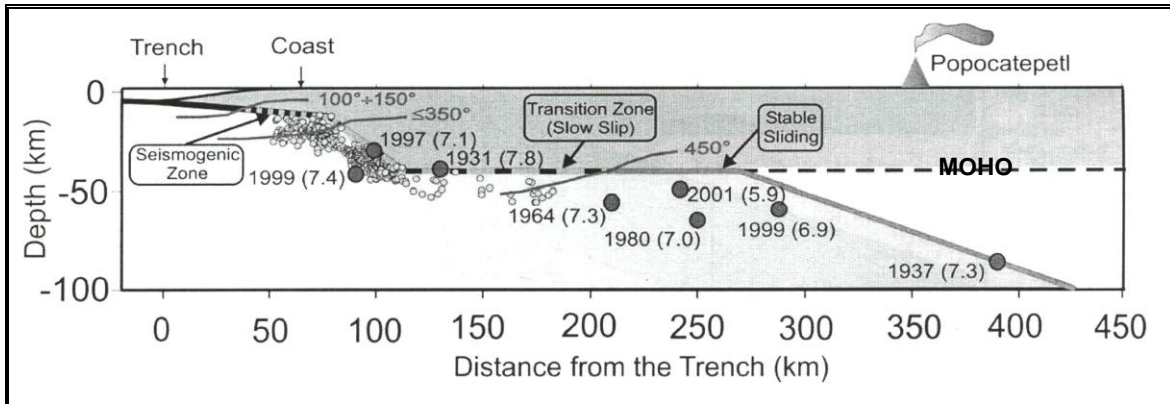 Trench
Coast
Popocatepetl
0
100°÷150°
≤350°
Transition Zone
(Slow Slip)
Stable
Sliding
1997 (7.1)
450°
Seismogenic
Zone
1931 (7.8)
MOHO
1999 (7.4)
-50
2001 (5.9)
1964 (7.3)
1999 (6.9)
1980 (7.0)
1937 (7.3)
-100
Depth (km)
0 50 100 150 200 250 300 350 400 450
Distance from the Trench (km)